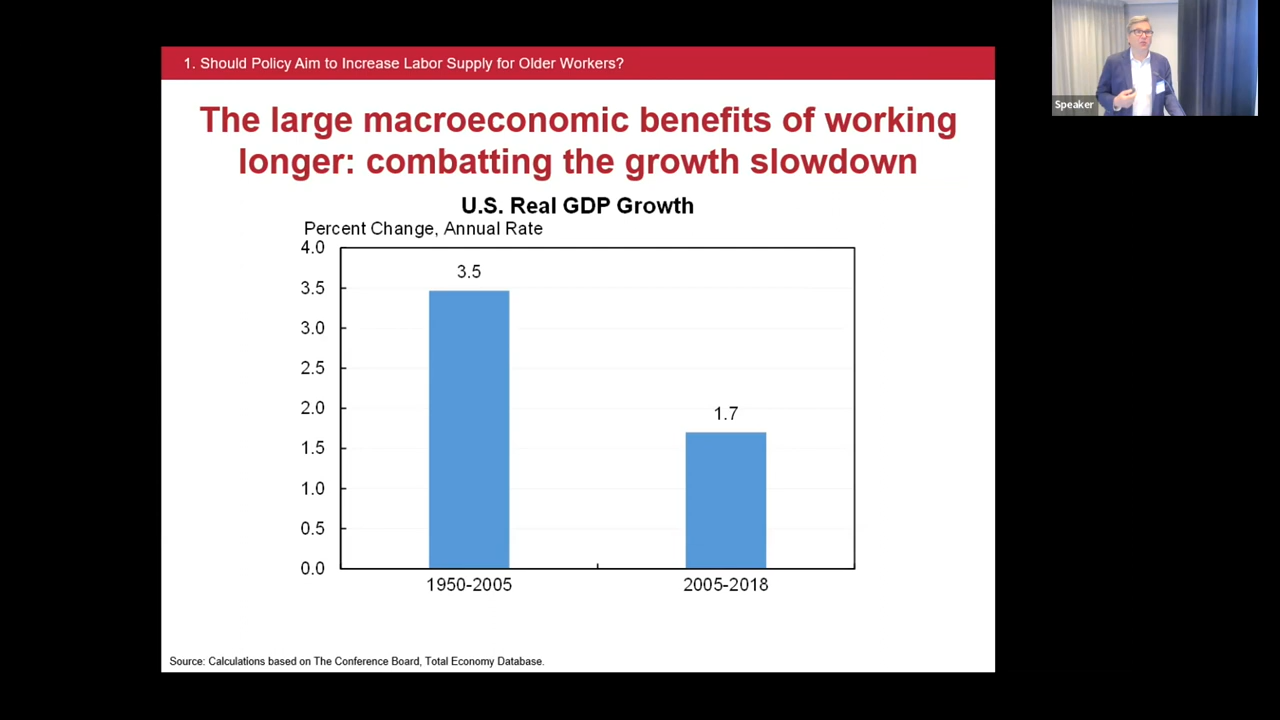 1. Should Policy Aim to Increase Labor Supply for Older Workers?
The large macroeconomic benefits of working
longer: combatting the growth slowdown
U.S. Real GDP Growth
Percent Change, Annual Rate
4.0
3.5
3.0
2.5
2.0
1.5
1.0
0.5
0.0
3.5
1.7
1950-2005
2005-2018
Source: Calculations based on The Conference Board, Total Economy Database.
Speaker